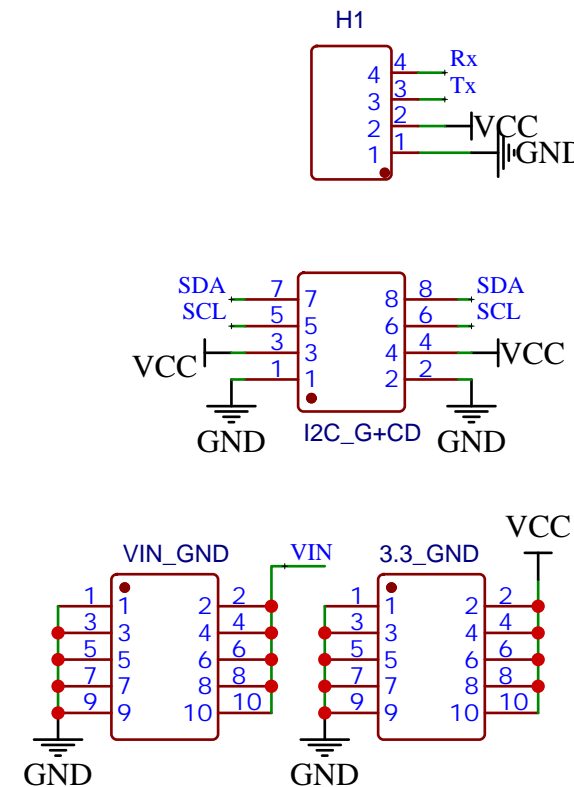 H1
4 4 Rx
3 3 Tx
2 2 VCC
1 1 GND
SDA 7 7 8 8 SDA
SCL 5 5 6 6 SCL
VCC 3 3 4 4 VCC
1 1 2 2
GND I2C_G+CD GND
VCC
VIN_GND VIN 3.3_GND
1 1 2 2 1 1 2 2
3 3 4 4 3 3 4 4
5 5 6 6 5 5 6 6
7 7 8 8 7 7 8 8
9 9 10 10 9 9 10 10
GND GND